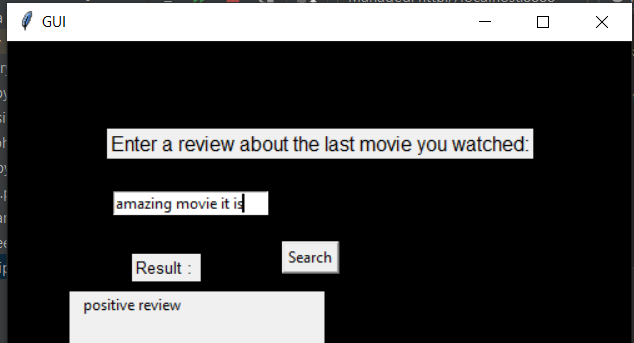 GUI
Enter a review about the last movie you watched:
amazing movie it is
Search
Result :
positive review